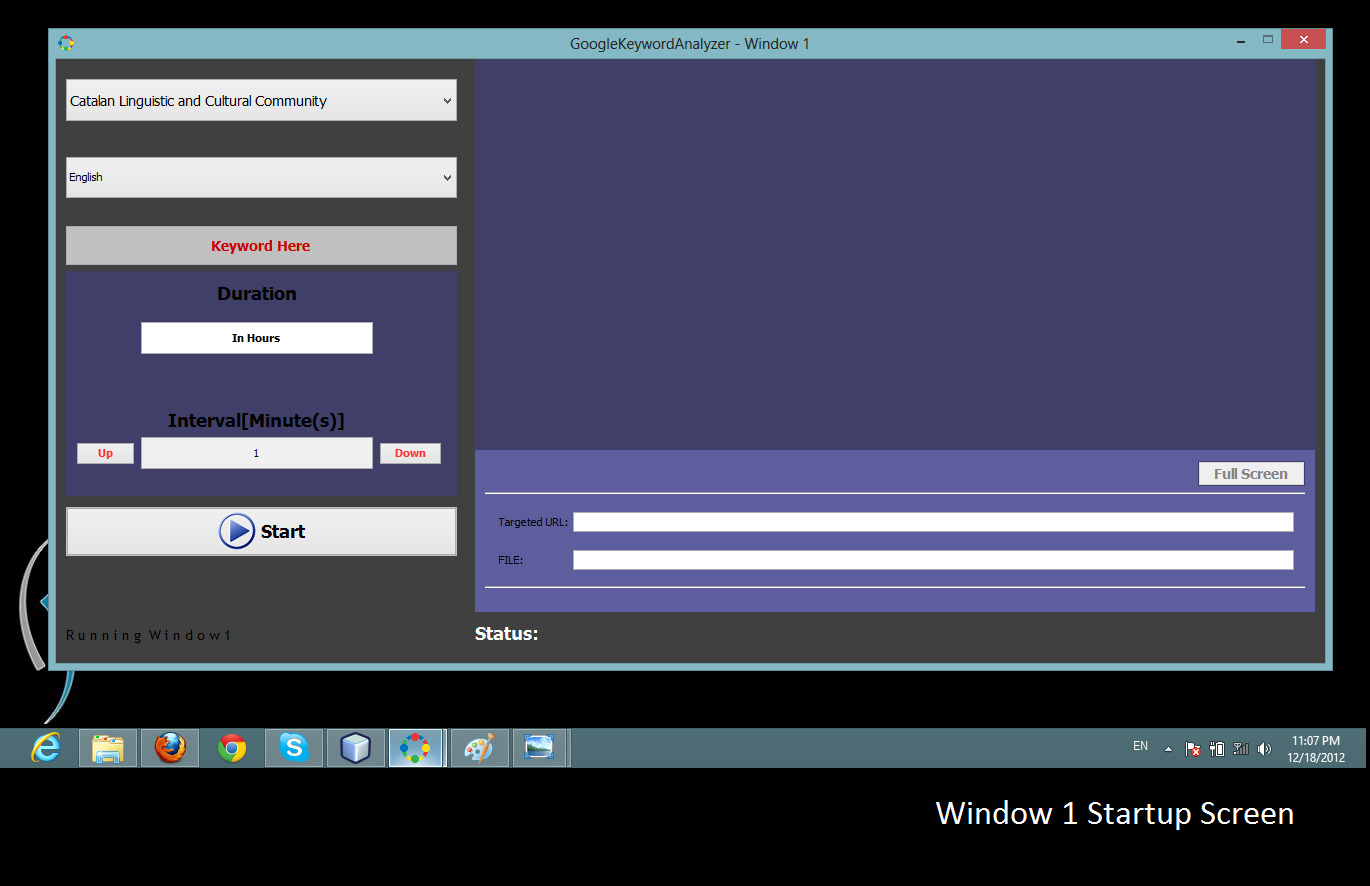 GoogleKeywordAnalyzer - Window 1
Catalan Linguistic and Cultural Community
English
Keyword Here
Duration
In Hours
Interval[Minute(s)]
Up 1 Down
Start
Running Window1
Full Screen
Targeted URL:
FILE:
Status:
EN
11:07 PM
12/18/2012
Window 1 Startup Screen